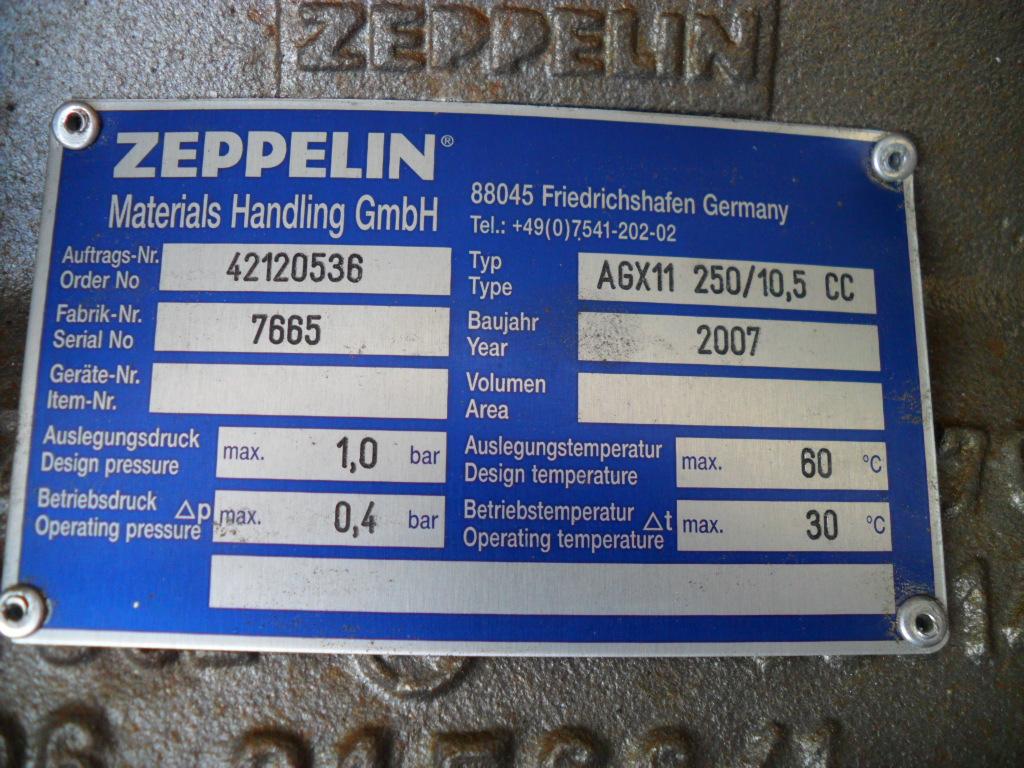 ZEPPELIN
ZEPPELIN®
Materials Handling GmbH
88045 Friedrichshafen Germany
Tel.: +49(0)7541-202-02
Auftrags-Nr.
Order No
42120536
Typ
Type
AGX11 250/10,5 CC
Fabrik-Nr.
Serial No
7665
Baujahr
Year
2007
Geräte-Nr.
Item-Nr.
Volumen
Area
Auslegungsdruck
Design pressure
max. 1,0 bar
Auslegungstemperatur
Design temperature
max. 60 °C
Betriebsdruck
Operating pressure
Δp max. 0,4 bar
Betriebstemperatur
Operating temperature
Δt max. 30 °C